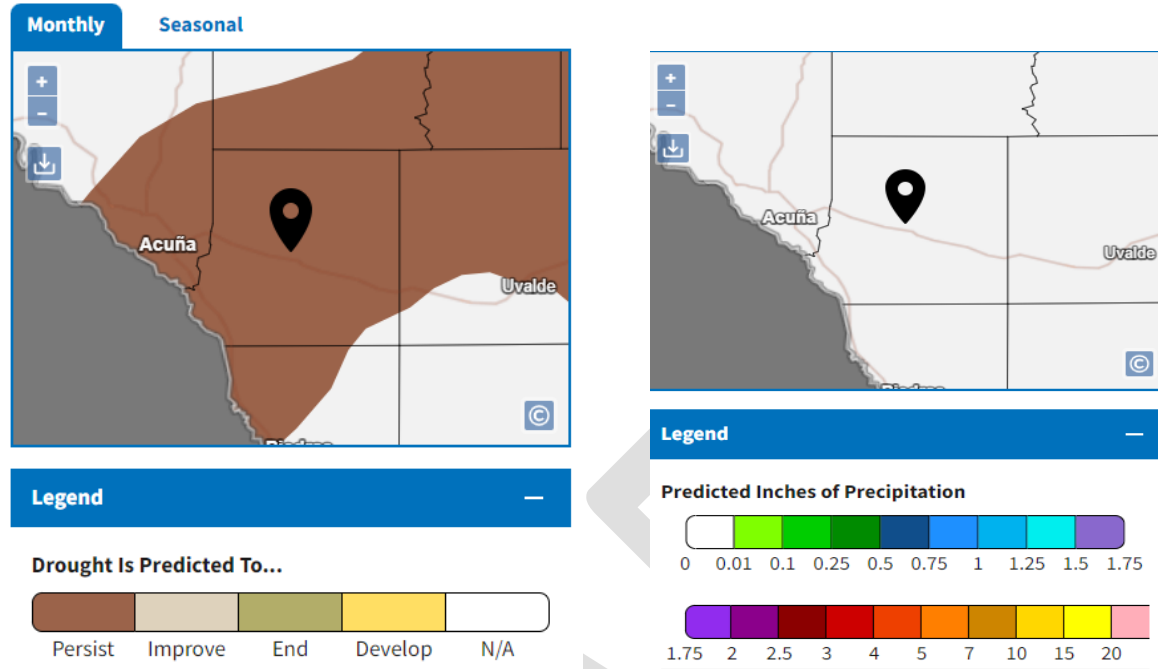 Monthly Seasonal
+
-
Acuña
Uvalde
©
Legend
Drought Is Predicted To...
Persist Improve End Develop N/A
+
-
Acuña
Uvalde
©
Legend
Predicted Inches of Precipitation
0 0.01 0.1 0.25 0.5 0.75 1 1.25 1.5 1.75
1.75 2 2.5 3 4 5 7 10 15 20